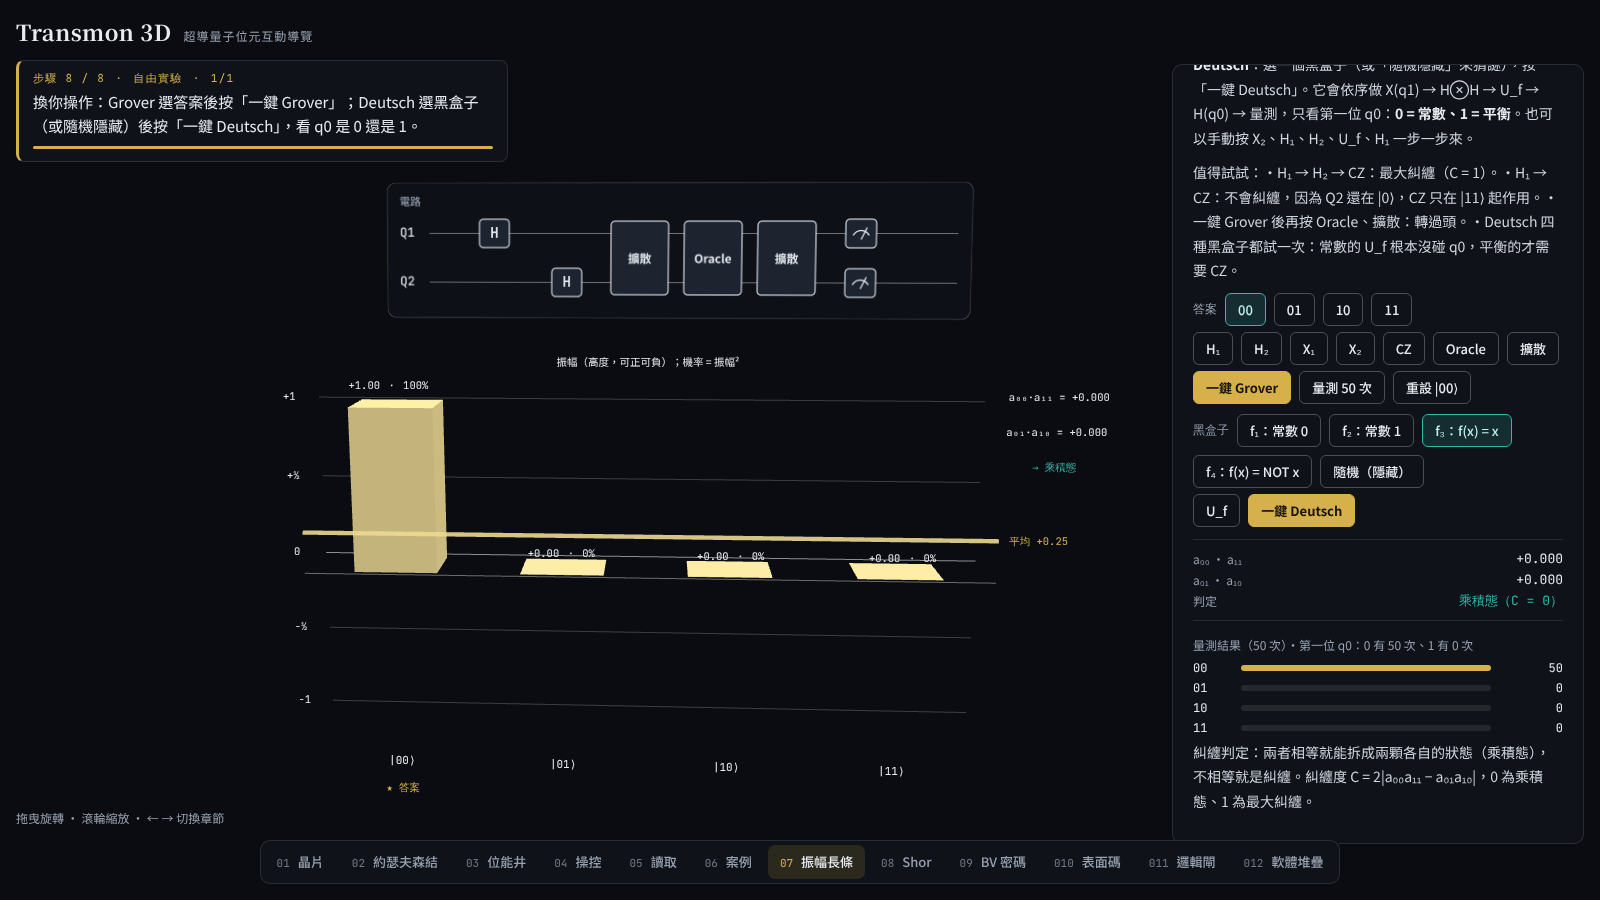 Transmon 3D 超導量子位元互動導覽
步驟 8 / 8 · 自由實驗 · 1/1
換你操作：Grover 選答案後按「一鍵 Grover」；Deutsch 選黑盒子
（或隨機隱藏）後按「一鍵 Deutsch」，看 q0 是 0 還是 1。
電路
Q1 H 擴散 Oracle 擴散
Q2 H
振幅（高度，可正可負）；機率 = 振幅²
+1.00 · 100%
+1
+½
0
-½
-1
+0.00 · 0%
+0.00 · 0%
+0.00 · 0%
a₀₀·a₁₁ = +0.000
a₀₁·a₁₀ = +0.000
→ 乘積態
平均 +0.25
|00⟩ |01⟩ |10⟩ |11⟩
★ 答案
拖曳旋轉 · 滾輪縮放 · ← → 切換章節
Deutsch：選一個黑盒子（或「隨機隱藏」來猜謎），按
「一鍵 Deutsch」。它會依序做 X(q1) → H⊗H → U_f →
H(q0) → 量測，只看第一位 q0：0 = 常數、1 = 平衡。也可
以手動按 X₂、H₁、H₂、U_f、H₁ 一步一步來。
值得試試：・H₁ → H₂ → CZ：最大糾纏（C = 1）。・H₁ →
CZ：不會糾纏，因為 Q2 還在 |0⟩，CZ 只在 |11⟩ 起作用。・
一鍵 Grover 後再按 Oracle、擴散：轉過頭。・Deutsch 四
種黑盒子都試一次：常數的 U_f 根本沒碰 q0，平衡的才需
要 CZ。
答案 00 01 10 11
H₁ H₂ X₁ X₂ CZ Oracle 擴散
一鍵 Grover 量測 50 次 重設 |00⟩
黑盒子 f₁：常數 0 f₂：常數 1 f₃：f(x) = x
f₄：f(x) = NOT x 隨機（隱藏）
U_f 一鍵 Deutsch
a₀₀ · a₁₁ +0.000
a₀₁ · a₁₀ +0.000
判定 乘積態（C = 0）
量測結果（50 次）· 第一位 q0：0 有 50 次、1 有 0 次
00 50
01 0
10 0
11 0
糾纏判定：兩者相等就能拆成兩顆各自的狀態（乘積態），
不相等就是糾纏。糾纏度 C = 2|a₀₀a₁₁ − a₀₁a₁₀|，0 為乘積
態、1 為最大糾纏。
01 晶片 02 約瑟夫森結 03 位能井 04 操控 05 讀取 06 案例 07 振幅長條 08 Shor 09 BV 密碼 010 表面碼 011 邏輯閘 012 軟體堆疊